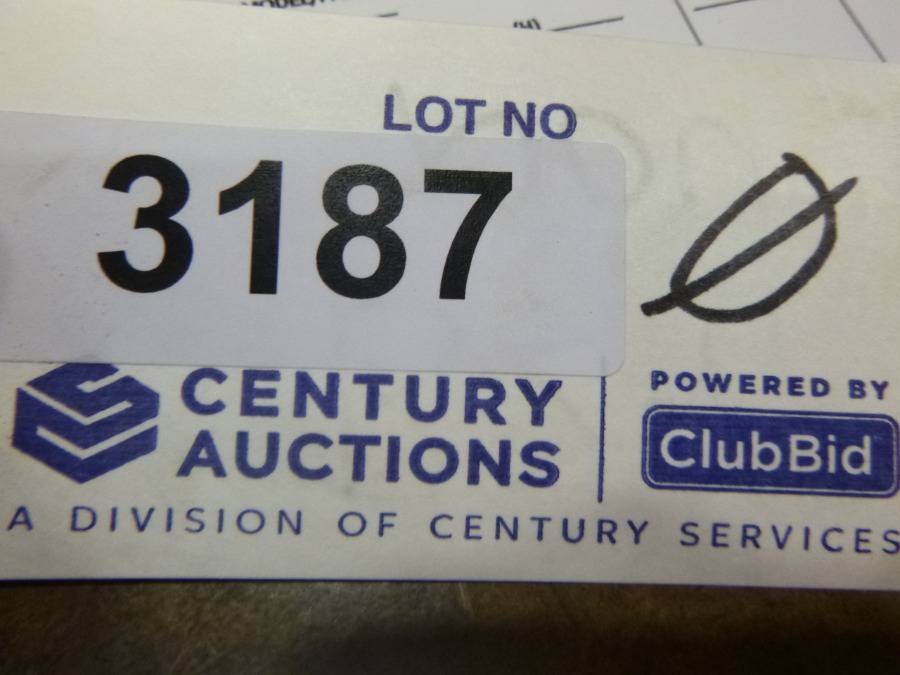 LOT NO
3187 Ø
CENTURY
AUCTIONS
POWERED BY
ClubBid
A DIVISION OF CENTURY SERVICES